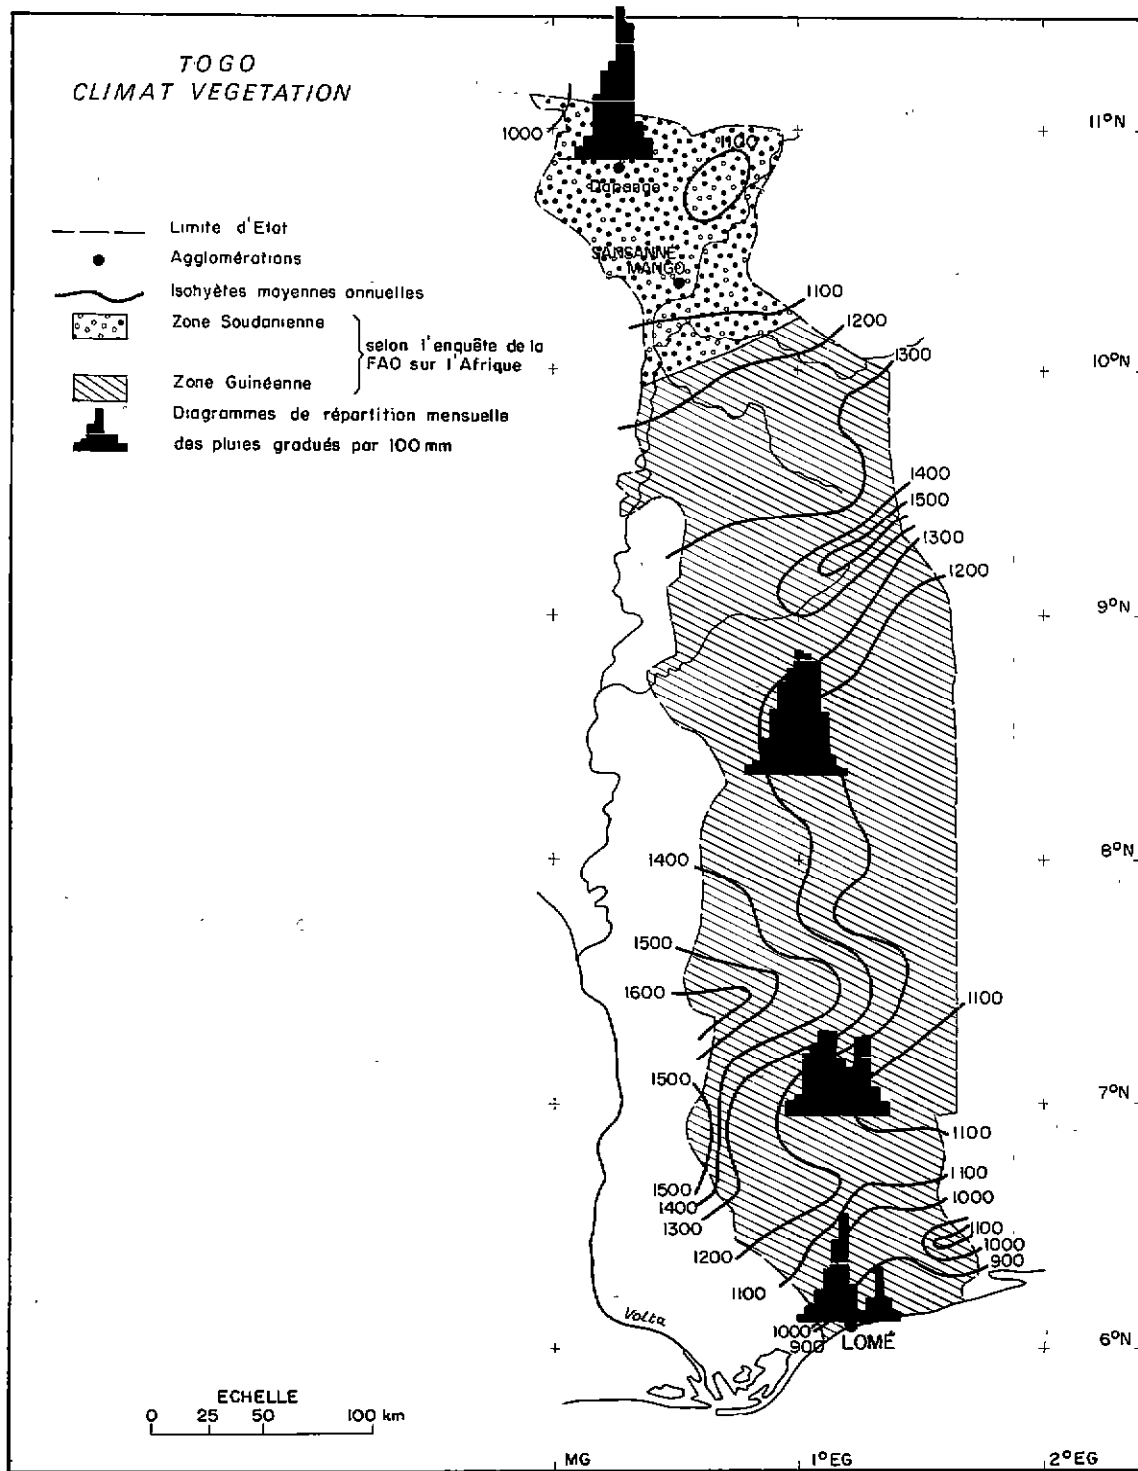 TOGO
CLIMAT VEGETATION
Limite d'Etat
Agglomérations
Isohyètes moyennes annuelles
Zone Soudanienne
selon l'enquête de la
FAO sur l'Afrique
Zone Guinéenne
Diagrammes de répartition mensuelle
des pluies gradués par 100 mm
11°N
1000
1100
Dapango
SANSANNE
MANGO
1100
1200
1300
10°N
1400
1500
1300
1200
9°N
8°N
1400
1500
1600
1100
1500
7°N
1100
1500
1400
1300
1200
1100
1100
1000
1100
1000
900
Volta
1000
900
LOMÉ
6°N
ECHELLE
0 25 50 100 km
MG 1°EG 2°EG